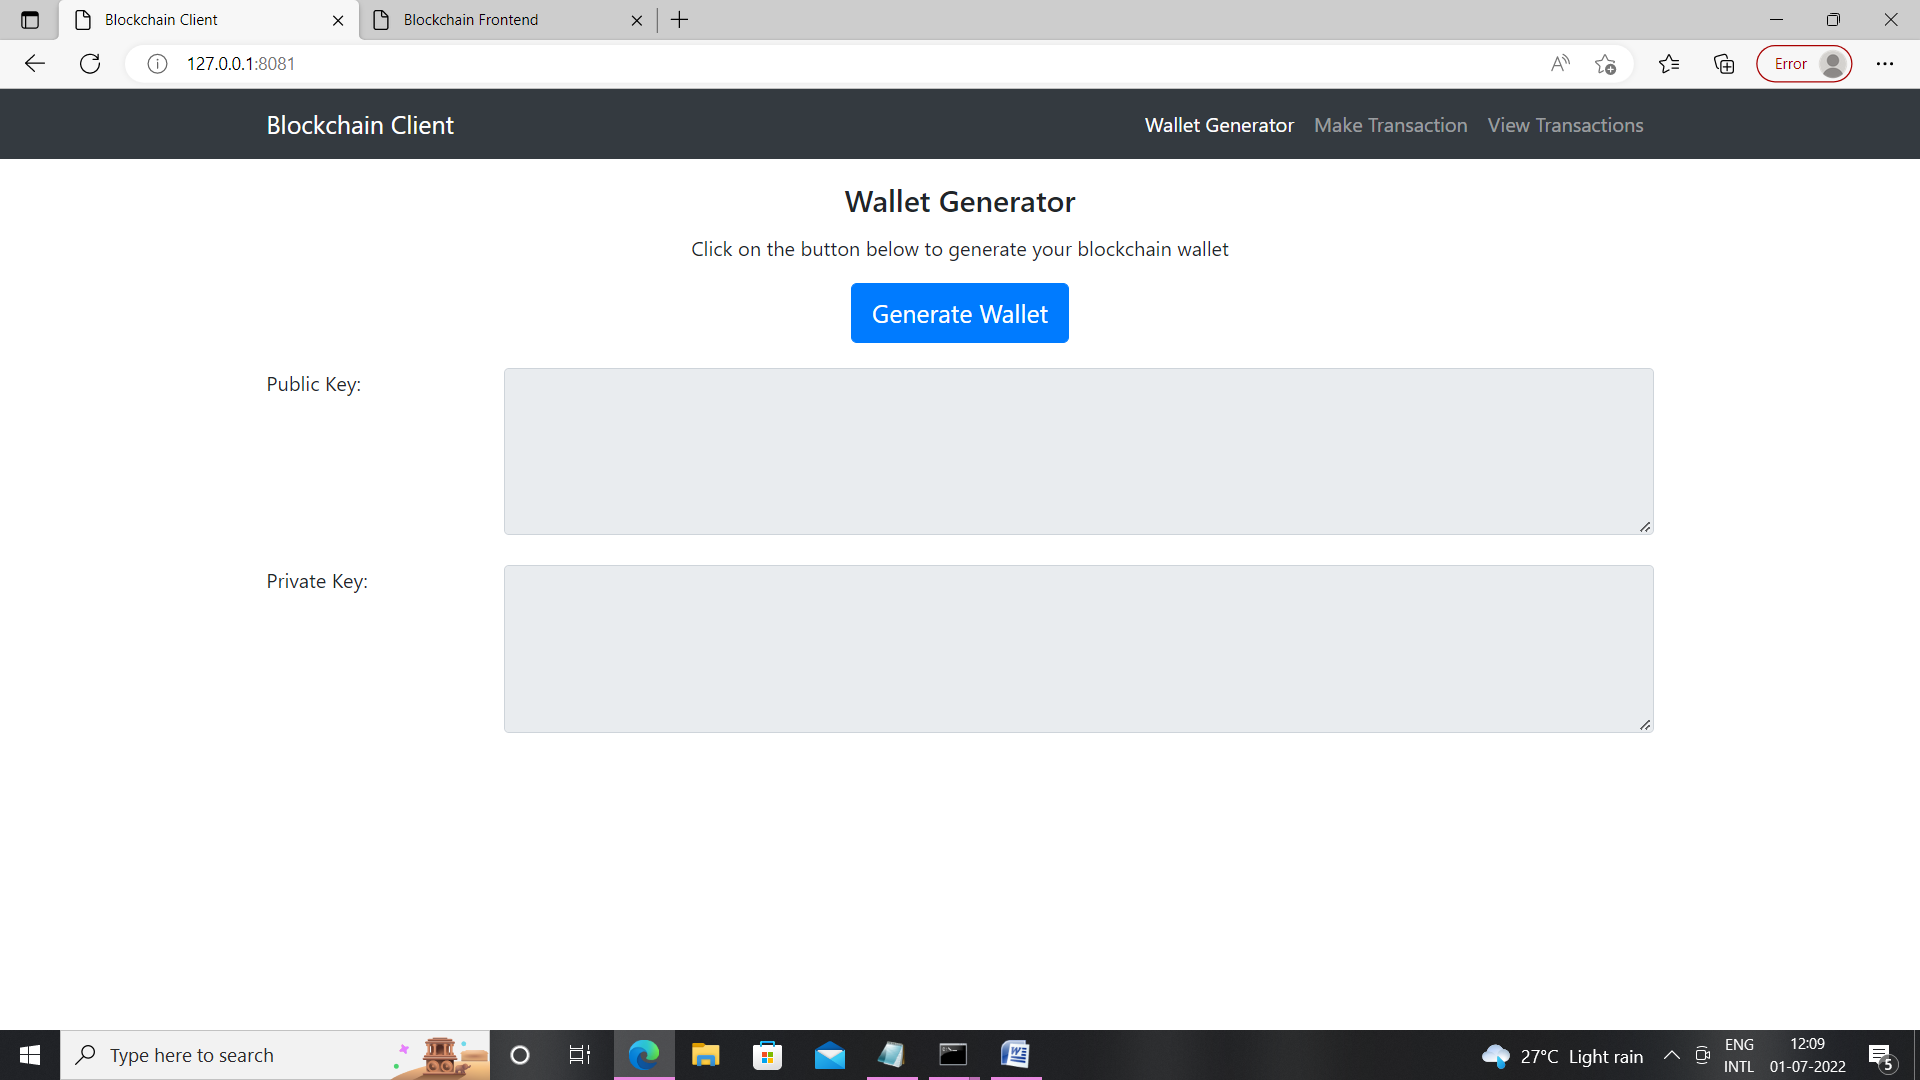 Blockchain Client
Blockchain Frontend
127.0.0.1:8081
Error
Blockchain Client
Wallet Generator
Make Transaction
View Transactions
Wallet Generator
Click on the button below to generate your blockchain wallet
Generate Wallet
Public Key:
Private Key:
Type here to search
27°C Light rain
ENG
INTL
12:09
01-07-2022
5